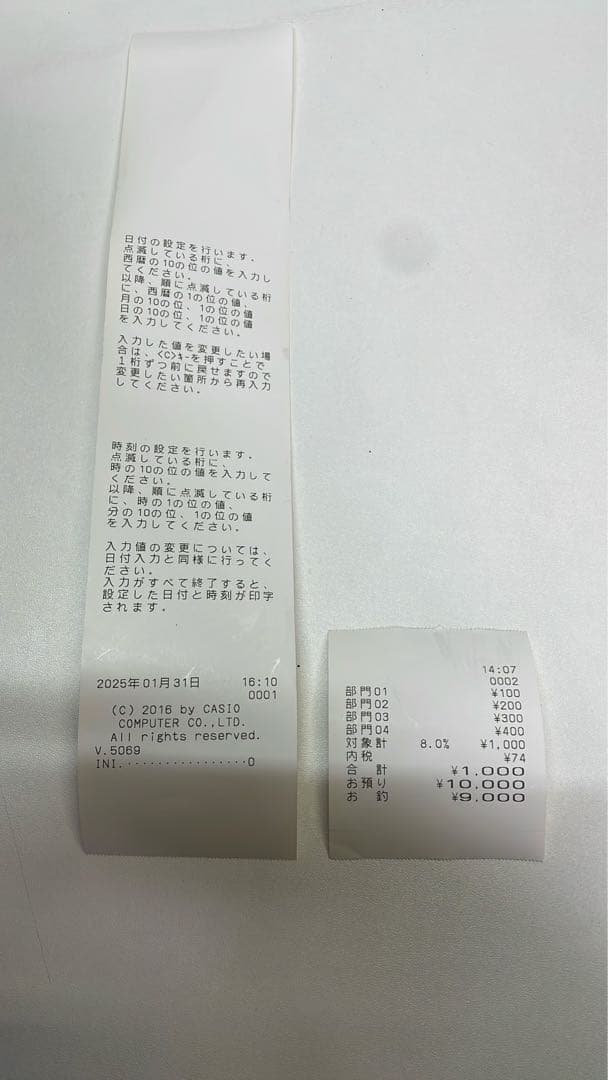 日付の設定を行います.
点滅している桁に、
西暦の10の位の値を入力し
てください。
以降、順に点滅している桁
に、西暦の1の位の値、
月の10の位、1の位の値
日の10の位、1の位の値
を入力してください。
入力した値を変更したい場
合は、<C>ｷｰを押すことで
1桁ずつ前に戻せますので
変更したい箇所から再入力
してください.
時刻の設定を行います.
点滅している桁に、
時の10の位の値を入力して
ください。
以降、順に点滅している桁
に、時の1の位の値、
分の10の位、1の位の値
を入力してください。
入力値の変更については、
日付入力と同様に行ってく
ださい。
入力がすべて終了すると、
設定した日付と時刻が印字
されます.
2025年01月31日 16:10
0001
(C) 2016 by CASIO
COMPUTER CO.,LTD.
All rights reserved.
V.5069
INI.················0
14:07
0002
部門01 ¥100
部門02 ¥200
部門03 ¥300
部門04 ¥400
対象計 8.0% ¥1,000
内税 ¥74
合 計 ¥1,000
お預り ¥10,000
お 釣 ¥9,000